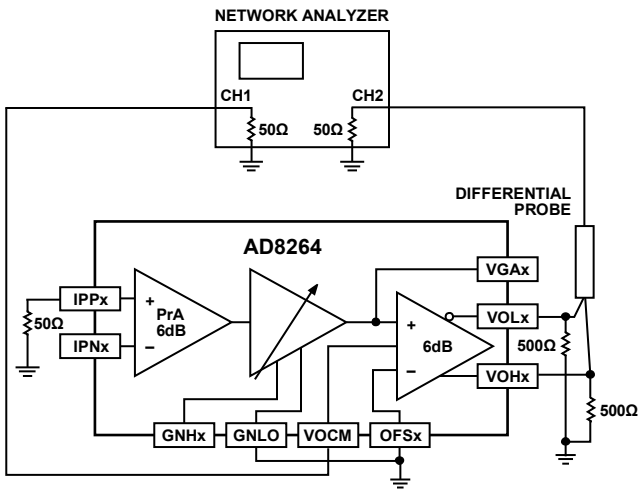 NETWORK ANALYZER
CH1
CH2
50Ω
50Ω
DIFFERENTIAL
PROBE
AD8264
VGAx
IPPx
PrA
6dB
+
−
+
6dB
−
VOLx
50Ω
IPNx
500Ω
VOHx
500Ω
GNHx
GNLO
VOCM
OFSx